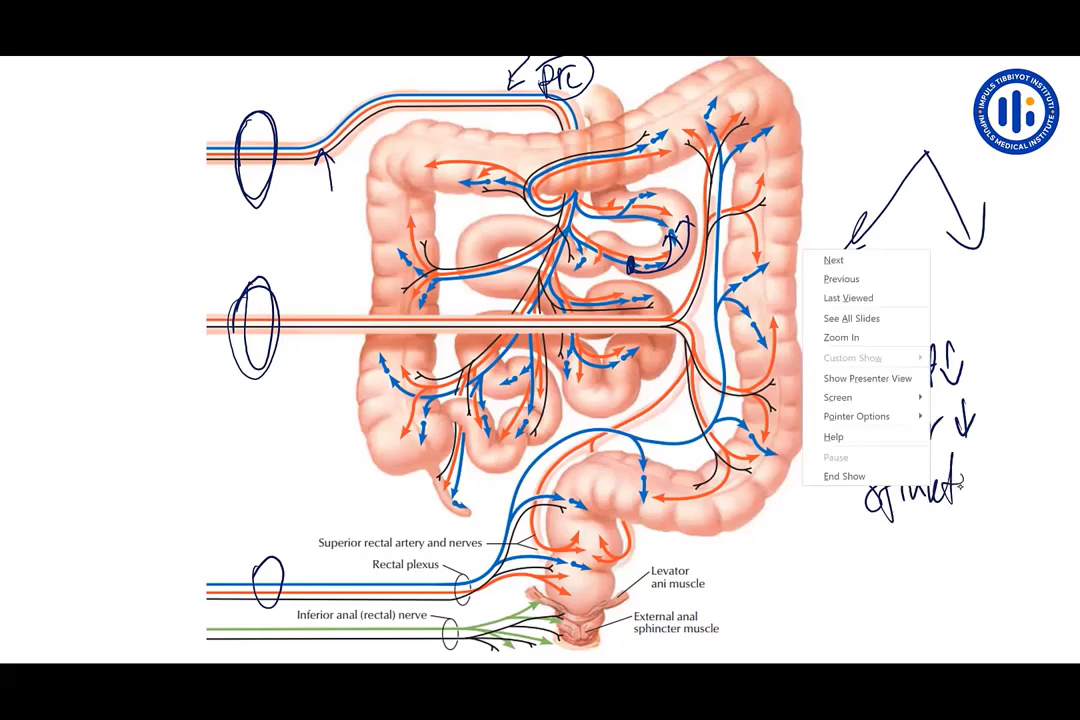 IMPULS TIBBIYOT INSTITUTI
IMPULS MEDICAL INSTITUTE
Next
Previous
Last Viewed
See All Slides
Zoom In
Custom Show
Show Presenter View
Screen
Pointer Options
Help
Pause
End Show
Superior rectal artery and nerves
Rectal plexus
Levator
ani muscle
Inferior anal (rectal) nerve
External anal
sphincter muscle